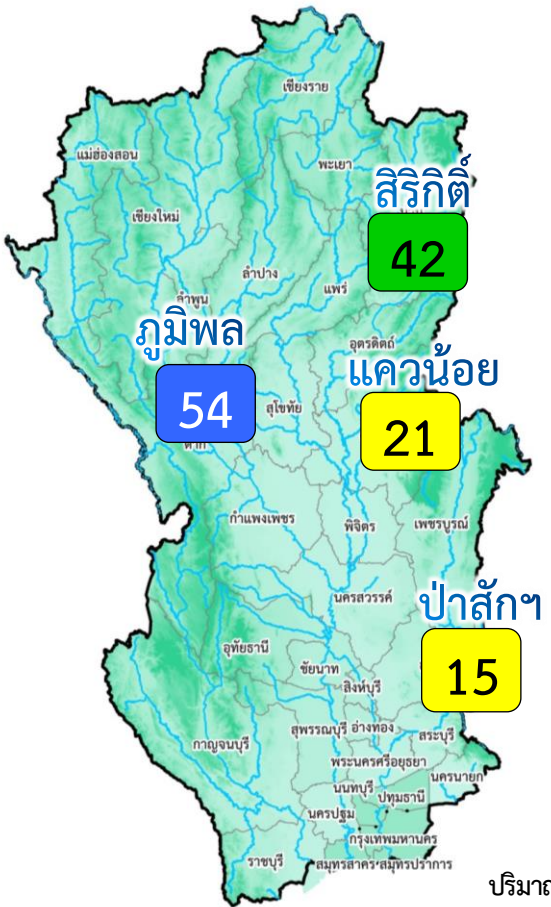 เชียงราย
แม่ฮ่องสอน
พะเยา
สิริกิติ์
เชียงใหม่
42
ลำปาง
แพร่
ลำพูน
ภูมิพล
อุตรดิตถ์
แควน้อย
54
สุโขทัย
21
ตาก
กำแพงเพชร
พิจิตร
เพชรบูรณ์
นครสวรรค์
ป่าสักฯ
อุทัยธานี
ชัยนาท
15
สิงห์บุรี
สุพรรณบุรี อ่างทอง
สระบุรี
กาญจนบุรี
พระนครศรีอยุธยา
นครนายก
นนทบุรี
ปทุมธานี
นครปฐม
กรุงเทพมหานคร
ราชบุรี
สมุทรสาคร สมุทรปราการ